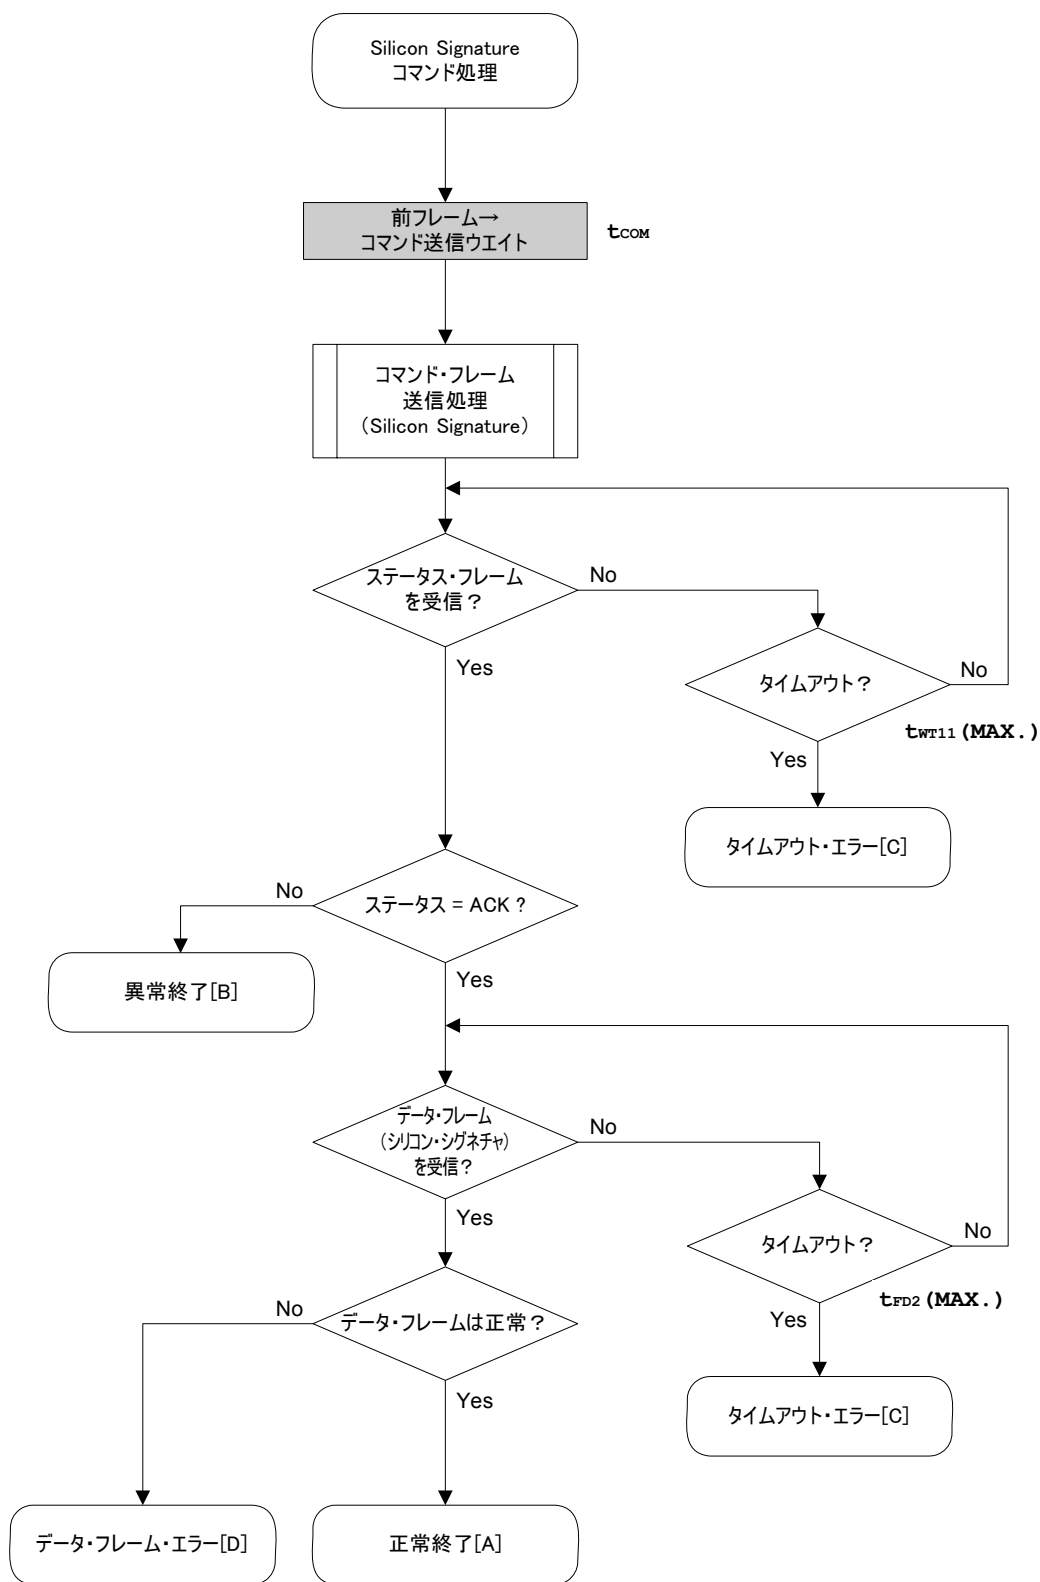 Silicon Signature
コマンド処理
前フレーム→
コマンド送信ウエイト
tCOM
コマンド・フレーム
送信処理
（Silicon Signature）
ステータス・フレーム
を受信？
No
Yes
タイムアウト？
No
tWT11(MAX.)
Yes
タイムアウト・エラー[C]
ステータス = ACK ?
No
異常終了[B]
Yes
データ・フレーム
（シリコン・シグネチャ）
を受信？
No
Yes
タイムアウト？
No
tFD2(MAX.)
Yes
タイムアウト・エラー[C]
データ・フレームは正常？
No
Yes
データ・フレーム・エラー[D]
正常終了[A]